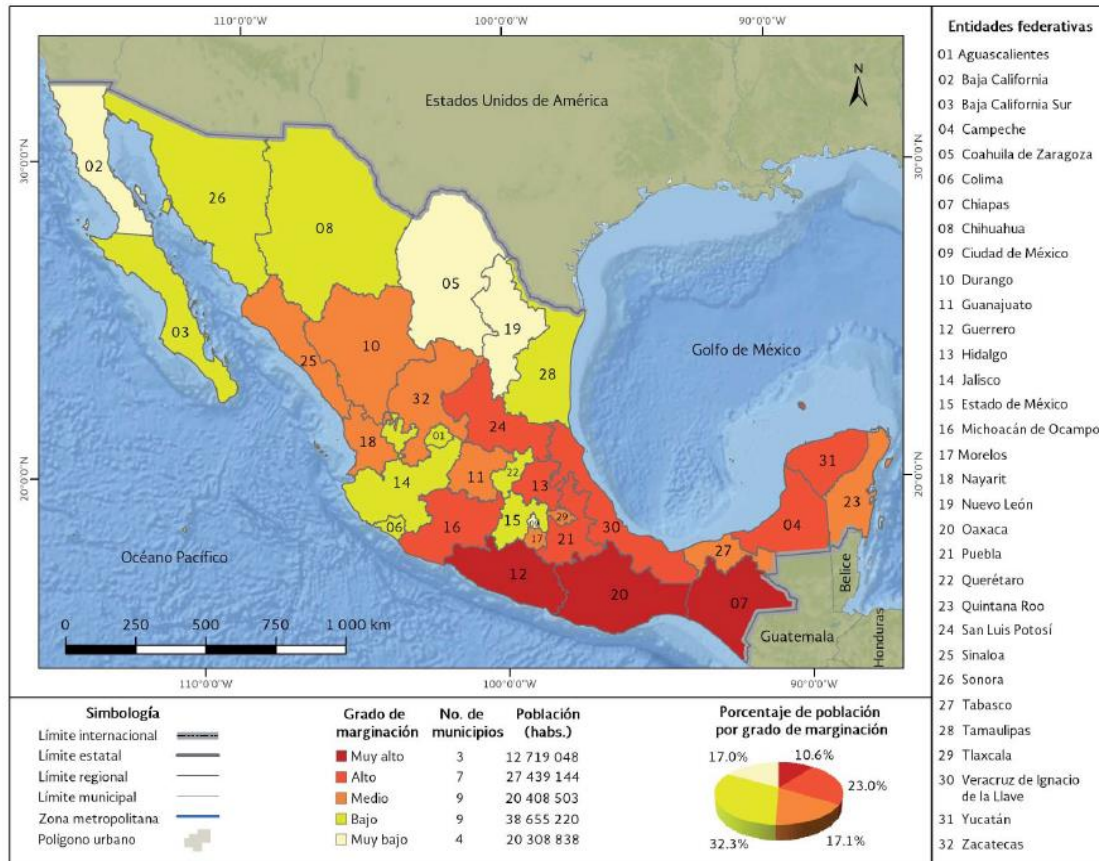 110°0'0"W
100°0'0"W
90°0'0"W
N
Estados Unidos de América
30°0'0"N
30°0'0"N
02
26
08
05
19
03
Golfo de México
10
25
28
32
24
18
01
31
20°0'0"N
20°0'0"N
14
11
22
13
23
06
16
15
09
29
17
21
30
04
27
Océano Pacífico
12
20
07
Belice
Guatemala
Honduras
0 250 500 750 1 000 km
110°0'0"W
100°0'0"W
90°0'0"W
Simbología
Límite internacional
Límite estatal
Límite regional
Límite municipal
Zona metropolitana
Polígono urbano
Grado de marginación No. de municipios Población (habs.)
Muy alto 3 12 719 048
Alto 7 27 439 144
Medio 9 20 408 503
Bajo 9 38 655 220
Muy bajo 4 20 308 838
Porcentaje de población
por grado de marginación
17.0%
10.6%
23.0%
32.3%
17.1%
Entidades federativas
01 Aguascalientes
02 Baja California
03 Baja California Sur
04 Campeche
05 Coahuila de Zaragoza
06 Colima
07 Chiapas
08 Chihuahua
09 Ciudad de México
10 Durango
11 Guanajuato
12 Guerrero
13 Hidalgo
14 Jalisco
15 Estado de México
16 Michoacán de Ocampo
17 Morelos
18 Nayarit
19 Nuevo León
20 Oaxaca
21 Puebla
22 Querétaro
23 Quintana Roo
24 San Luis Potosí
25 Sinaloa
26 Sonora
27 Tabasco
28 Tamaulipas
29 Tlaxcala
30 Veracruz de Ignacio
de la Llave
31 Yucatán
32 Zacatecas